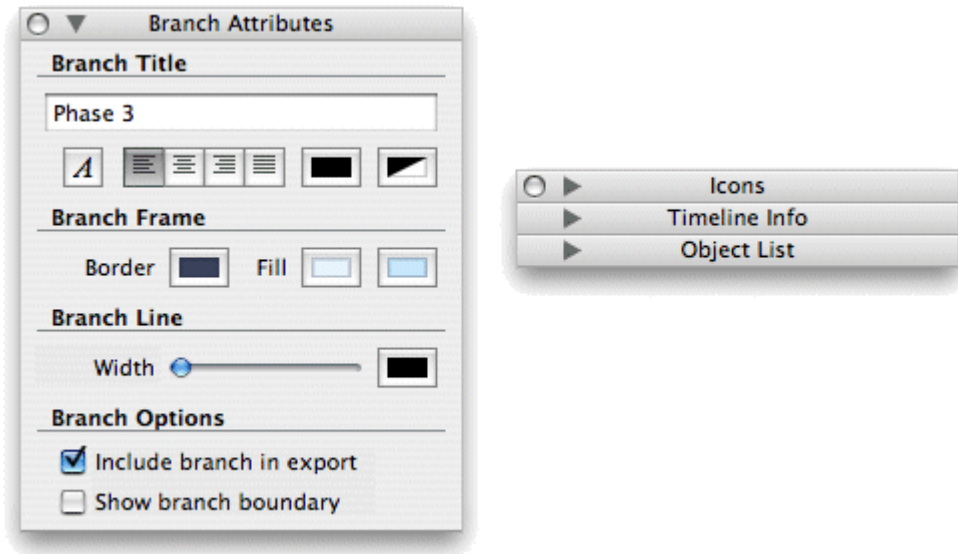 Branch Attributes
Branch Title
Phase 3
A
Branch Frame
Border Fill
Branch Line
Width
Branch Options
Include branch in export
Show branch boundary
Icons
Timeline Info
Object List